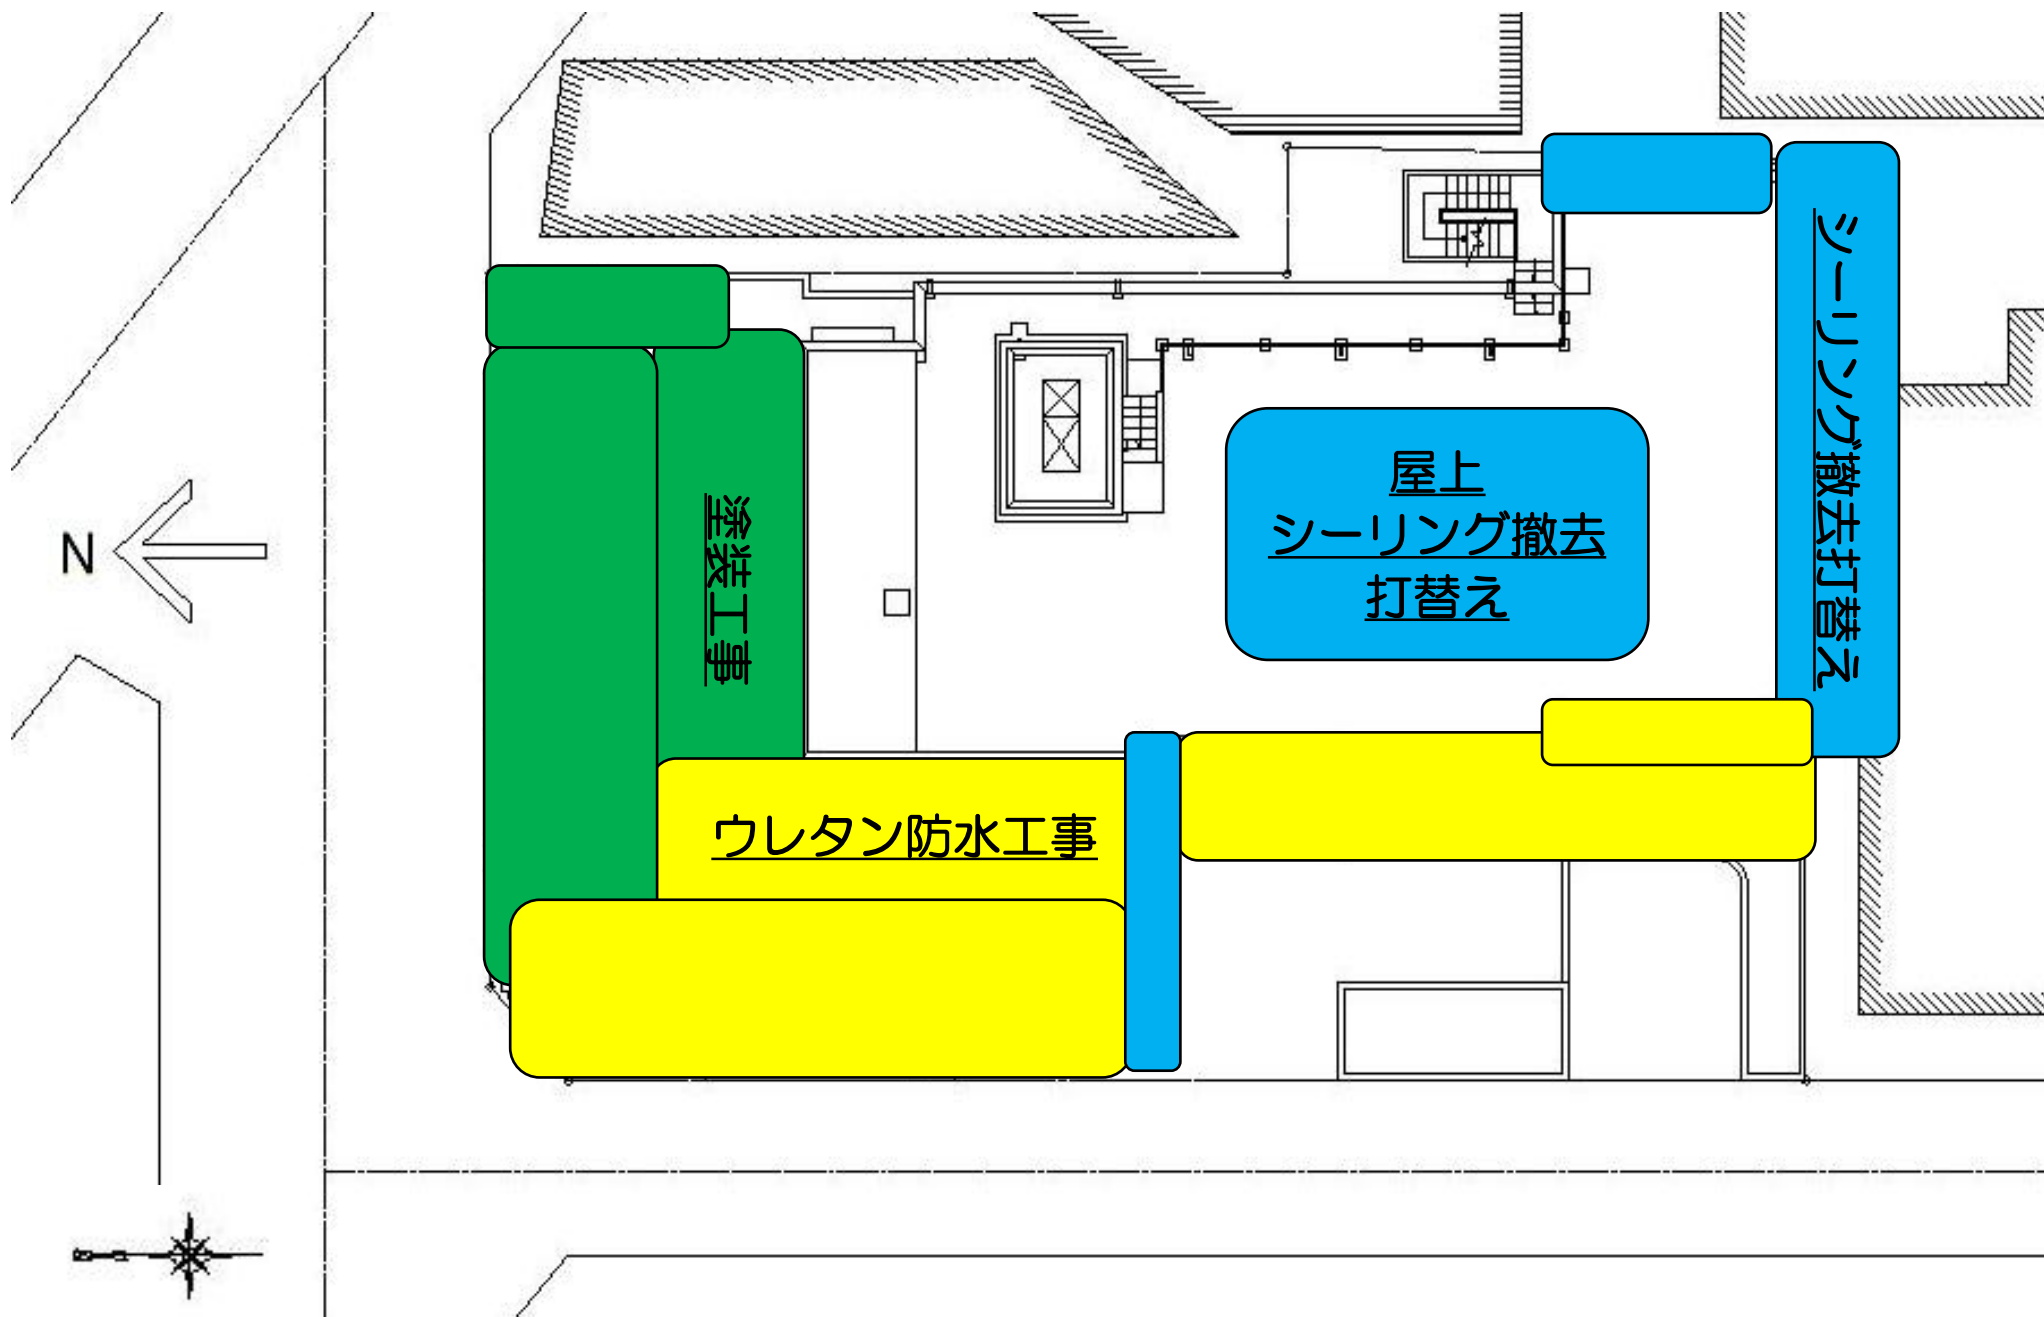 シーリング撤去打替え
屋上
シーリング撤去
打替え
塗装工事
N
ウレタン防水工事